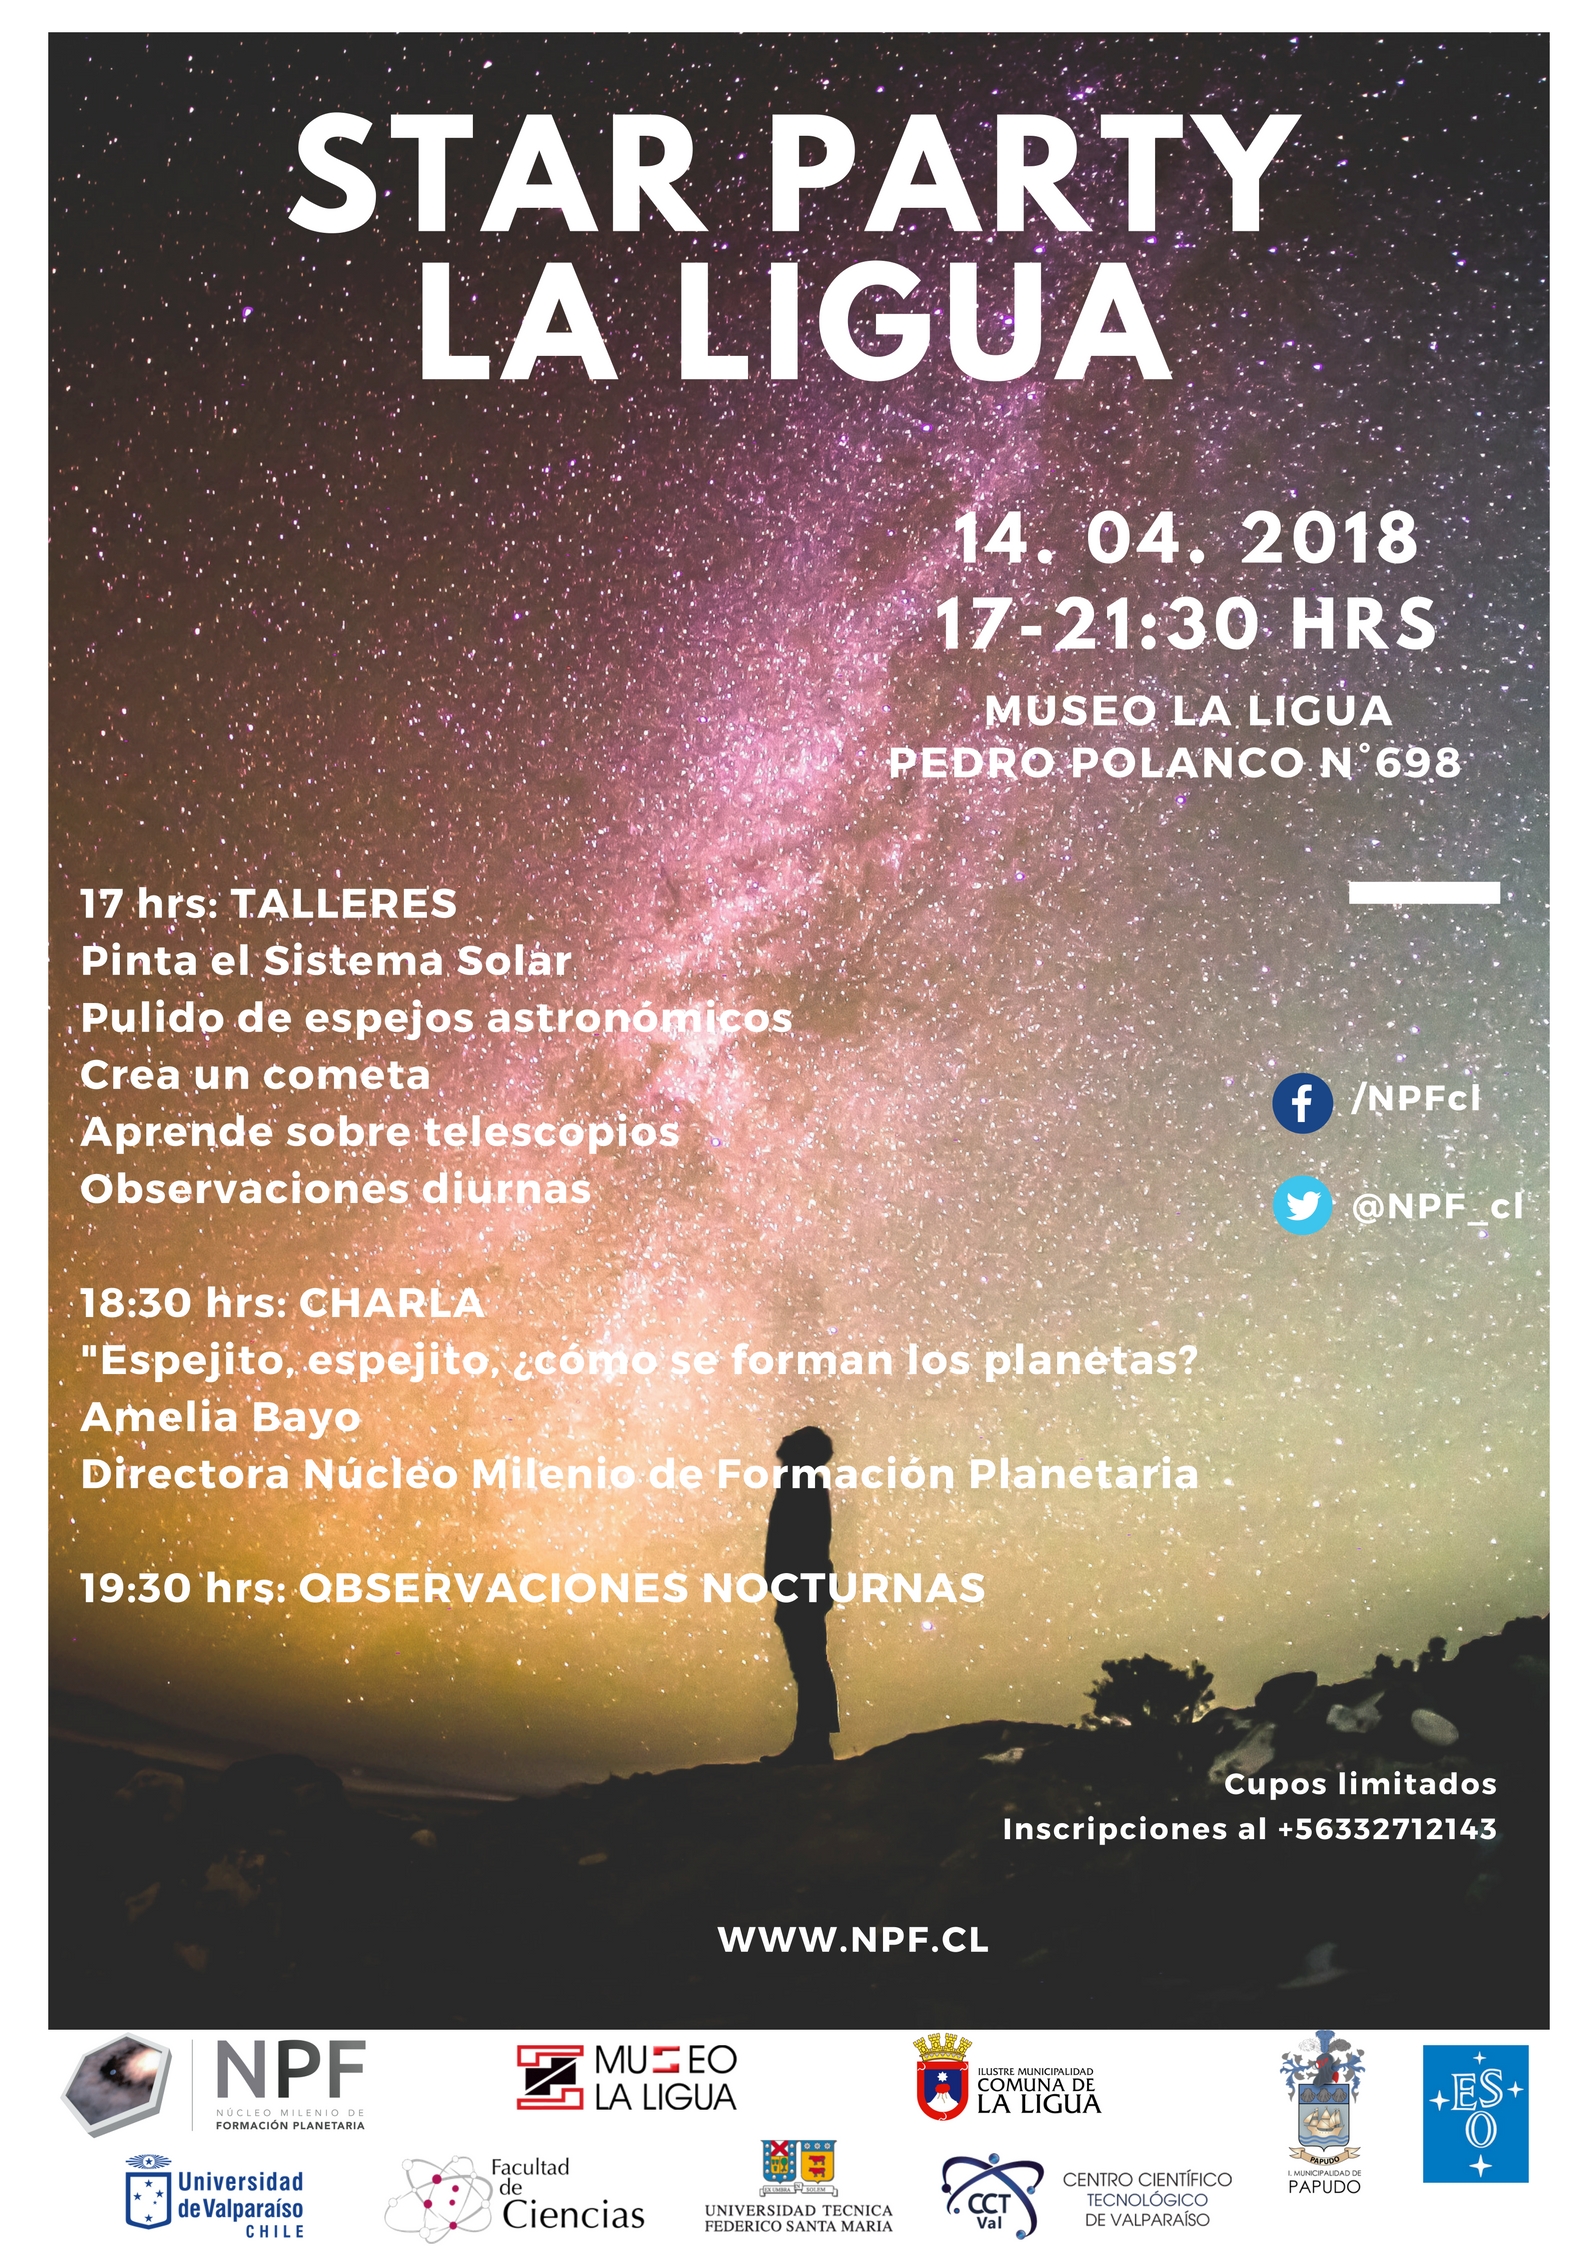 STAR PARTY
LA LIGUA
14. 04. 2018
17-21:30 HRS
MUSEO LA LIGUA
PEDRO POLANCO N°698
17 hrs: TALLERES
Pinta el Sistema Solar
Pulido de espejos astronómicos
Crea un cometa
Aprende sobre telescopios
Observaciones diurnas
/NPFcl
@NPF_cl
18:30 hrs: CHARLA
"Espejito, espejito, ¿cómo se forman los planetas?
Amelia Bayo
Directora Núcleo Milenio de Formación Planetaria
19:30 hrs: OBSERVACIONES NOCTURNAS
Cupos limitados
Inscripciones al +56332712143
WWW.NPF.CL
NPF
NÚCLEO MILENIO DE
FORMACIÓN PLANETARIA
MUSEO
LA LIGUA
ILUSTRE MUNICIPALIDAD
COMUNA DE
LA LIGUA
PAPUDO
I. MUNICIPALIDAD DE
PAPUDO
ESO
Universidad
de Valparaíso
CHILE
Facultad
de
Ciencias
EX UMBRA SOLEM
UNIVERSIDAD TECNICA
FEDERICO SANTA MARIA
CCT
Val
CENTRO CIENTÍFICO
TECNOLÓGICO
DE VALPARAÍSO